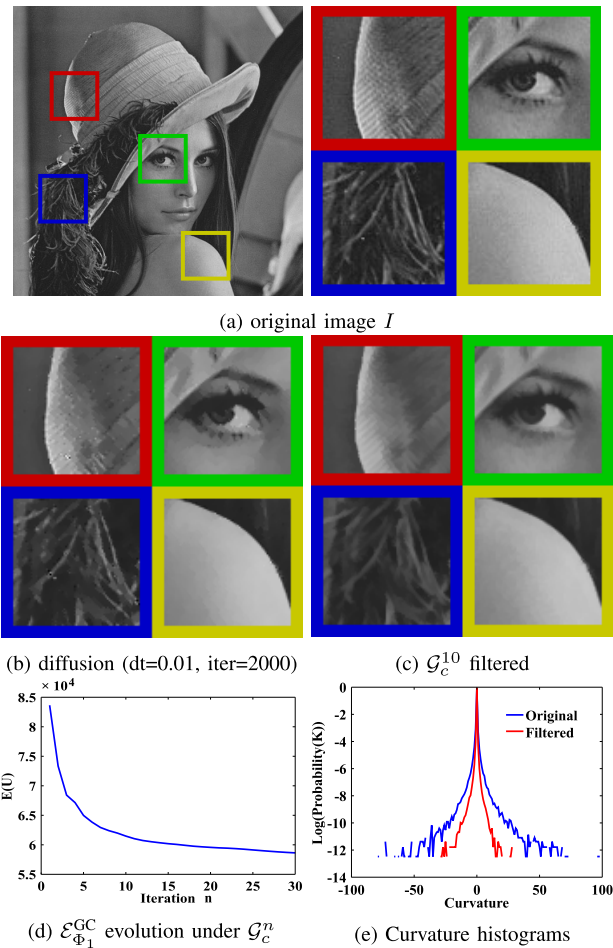 (a) original image I
(b) diffusion (dt=0.01, iter=2000)
(c) 𝒢_c^{10} filtered
× 10^4
8.5
8
7.5
7
6.5
6
5.5
E(U)
0 5 10 15 20 25 30
Iteration n
(d) ℰ_{Φ_1}^{GC} evolution under 𝒢_c^n
0
-2
-4
-6
-8
-10
-12
-14
Log(Probability(K))
Original
Filtered
-100 -50 0 50 100
Curvature
(e) Curvature histograms